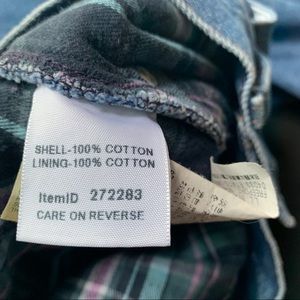 SHELL-100% COTTON
LINING-100% COTTON
ItemID 272283
CARE ON REVERSE